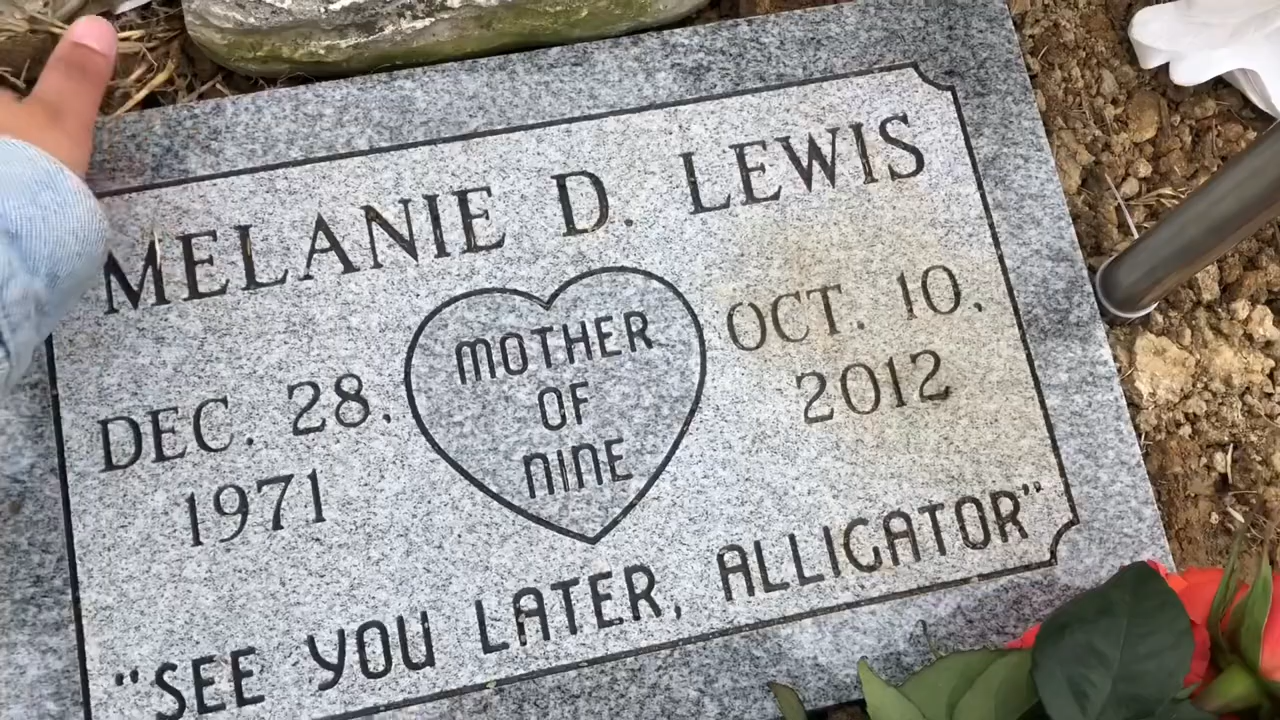 MELANIE D. LEWIS
DEC. 28,
1971
MOTHER
OF
NINE
OCT. 10,
2012
"SEE YOU LATER, ALLIGATOR"